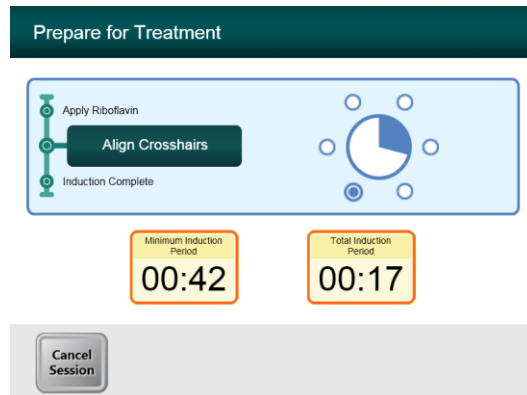 Prepare for Treatment
Apply Riboflavin
Align Crosshairs
Induction Complete
Minimum Induction
Period
00:42
Total Induction
Period
00:17
Cancel
Session